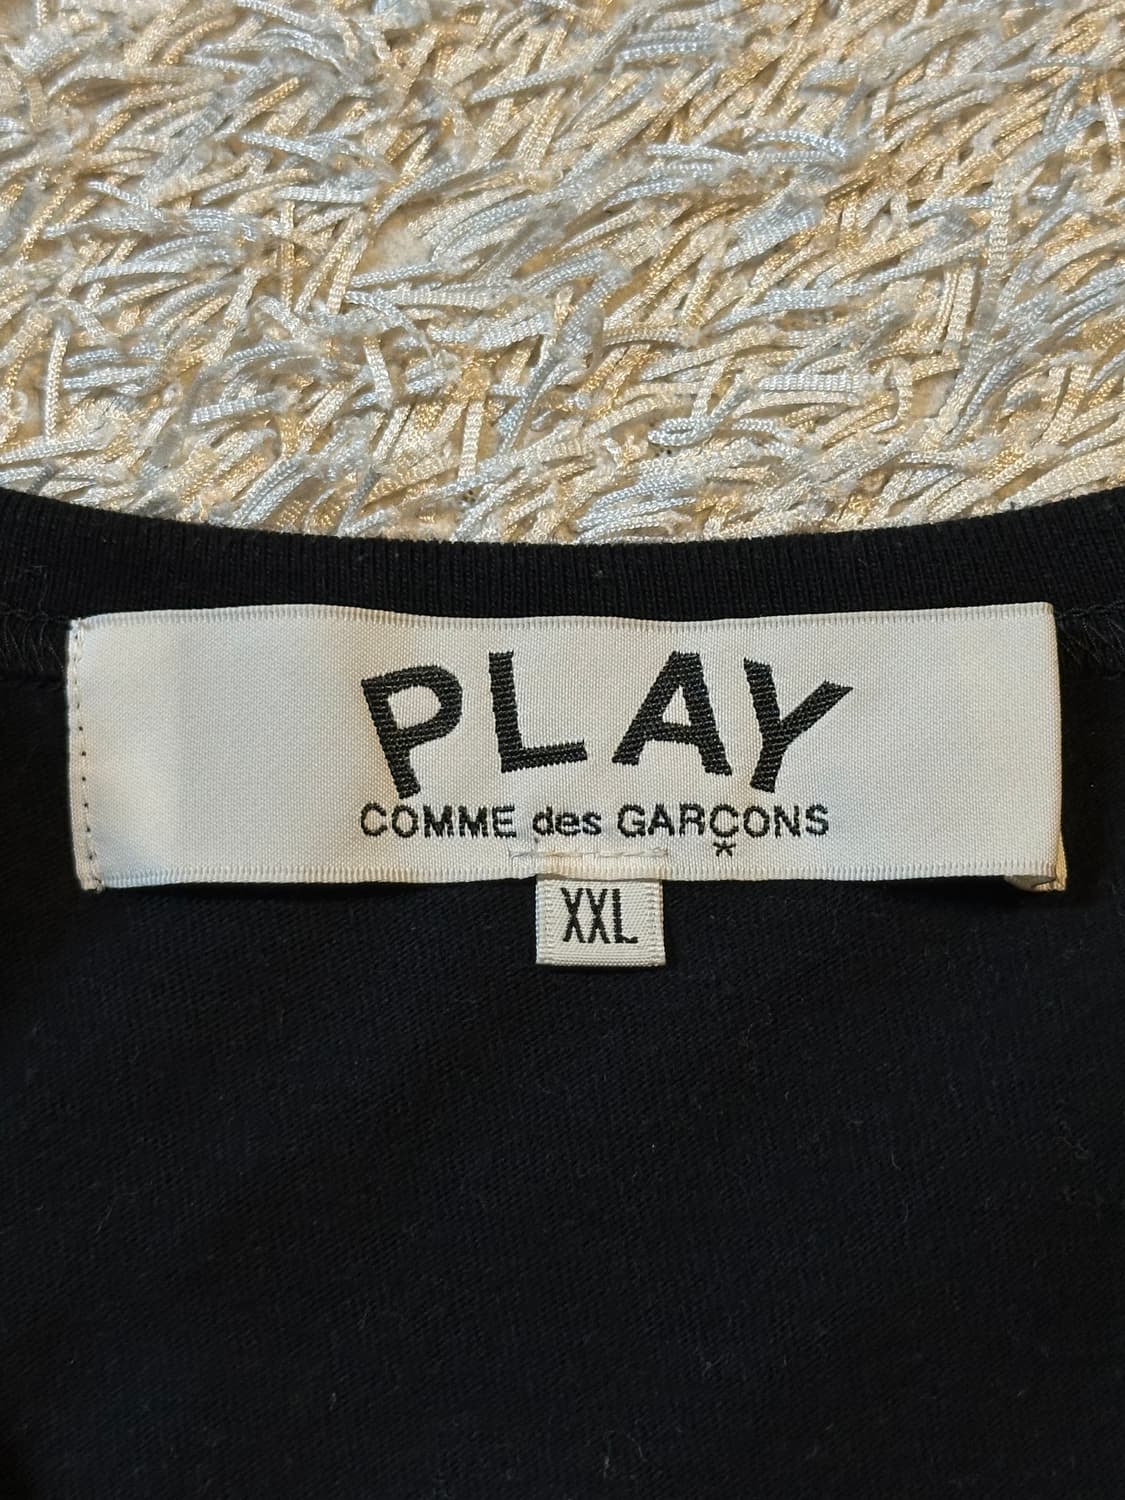 PLAY
COMME des GARÇONS
*
XXL